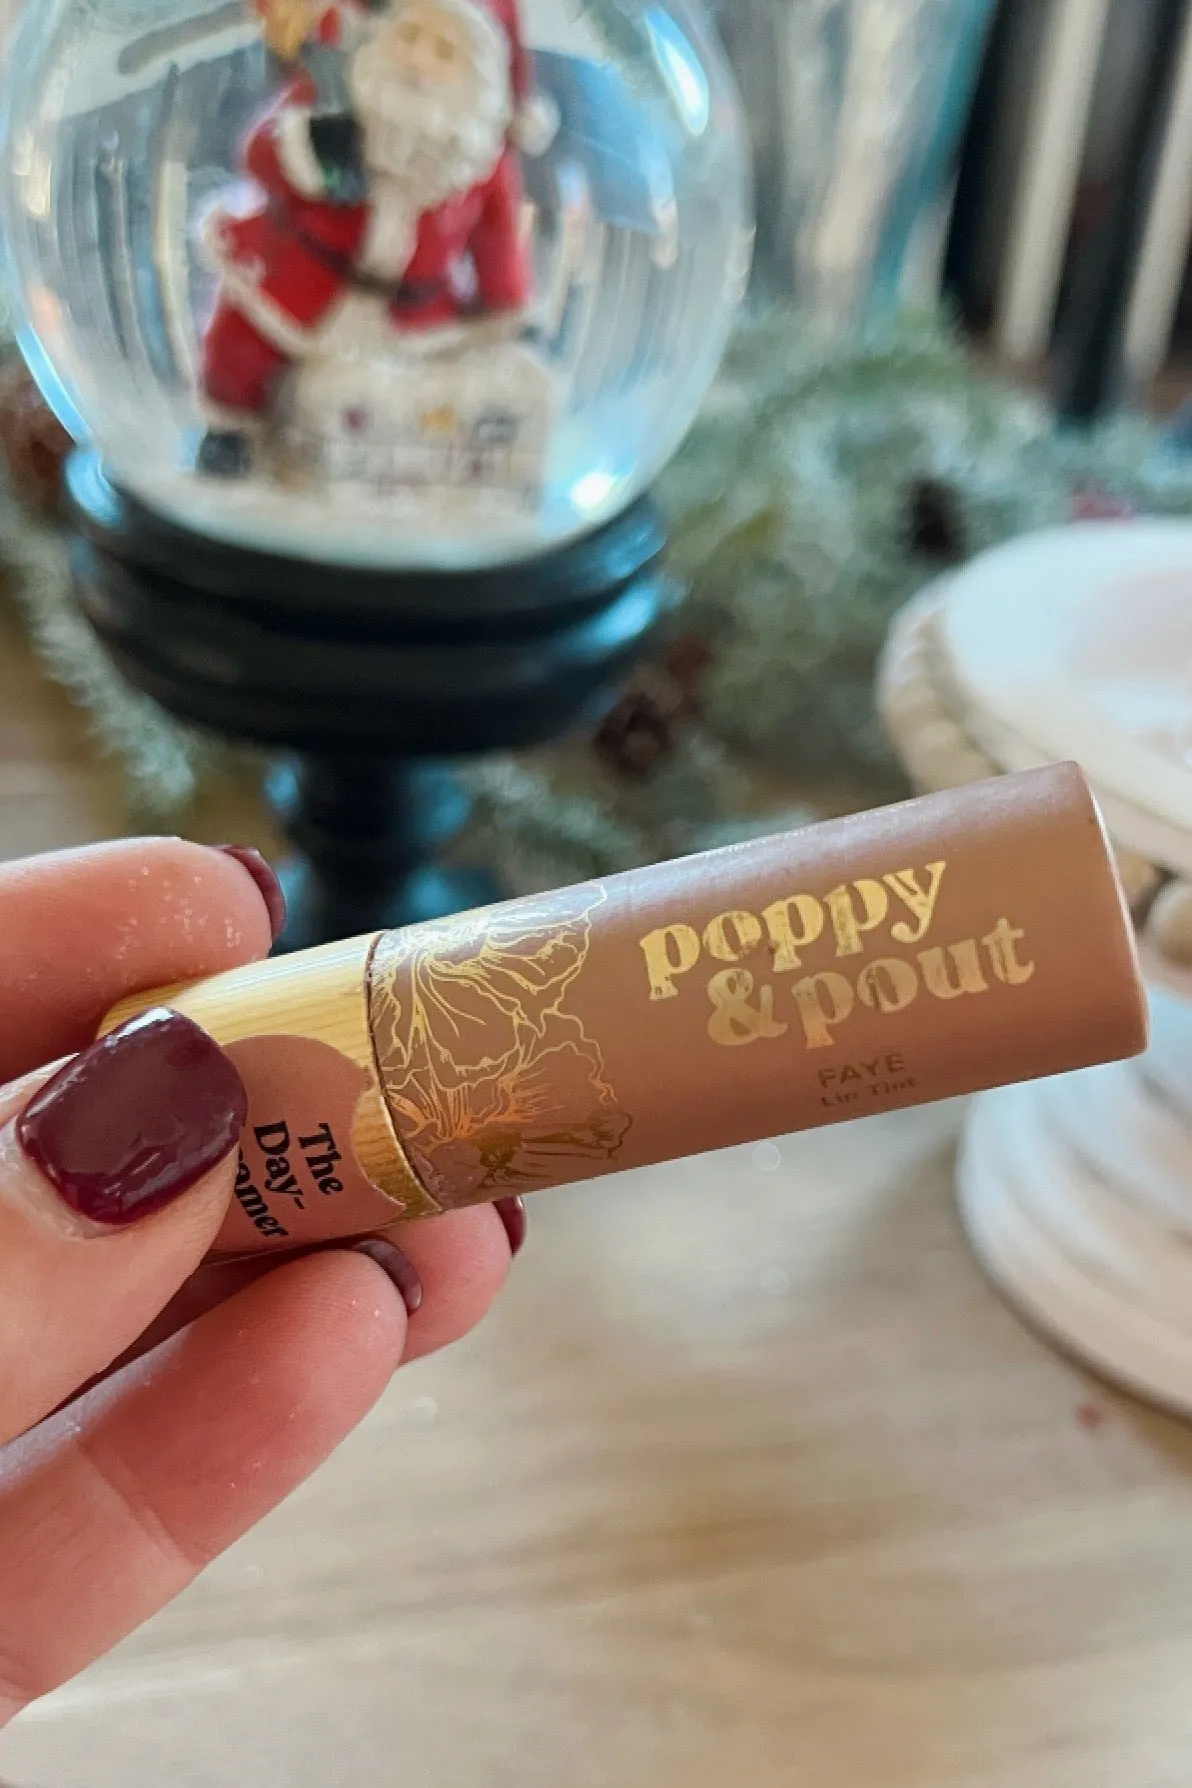 poppy
& pout
FAYE
Lip Tint
The
Day-